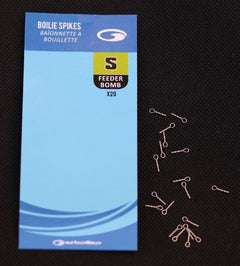 BOILIE SPIKES
BAÏONNETTE A
BOUILLETTE
S
FEEDER
BOMB
X20
Garbolino